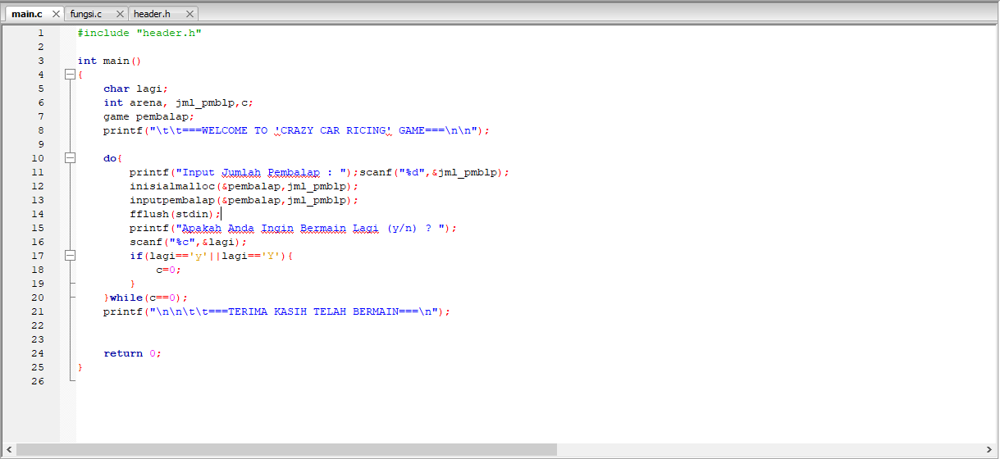 main.c fungsi.c header.h
1 #include "header.h"
2
3 int main()
4 {
5 char lagi;
6 int arena, jml_pmblp,c;
7 game pembalap;
8 printf("\t\t===WELCOME TO 'CRAZY CAR RICING' GAME===\n\n");
9
10 do{
11 printf("Input Jumlah Pembalap : ");scanf("%d",&jml_pmblp);
12 inisialmalloc(&pembalap,jml_pmblp);
13 inputpembalap(&pembalap,jml_pmblp);
14 fflush(stdin);
15 printf("Apakah Anda Ingin Bermain Lagi (y/n) ? ");
16 scanf("%c",&lagi);
17 if(lagi=='y'||lagi=='Y'){
18 c=0;
19 }
20 }while(c==0);
21 printf("\n\n\t\t===TERIMA KASIH TELAH BERMAIN===\n");
22
23
24 return 0;
25 }
26